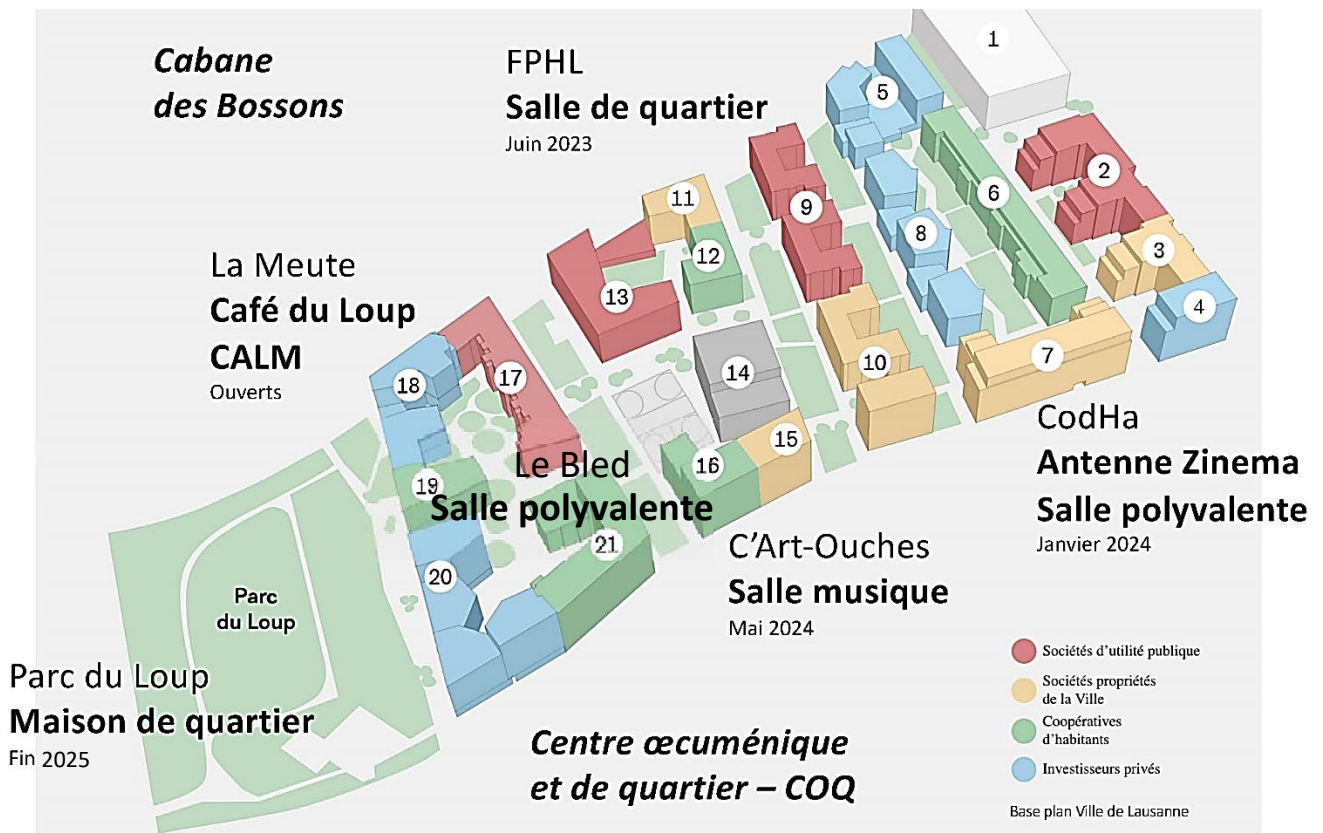 Cabane
des Bossons
FPHL
Salle de quartier
Juin 2023
1
5
2
6
9
11
3
8
12
La Meute
Café du Loup
CALM
Ouverts
13
4
7
10
14
18
17
CodHa
Antenne Zinema
Salle polyvalente
Janvier 2024
15
16
Le Bled
Salle polyvalente
19
21
20
C'Art-Ouches
Salle musique
Mai 2024
Parc
du Loup
Parc du Loup
Maison de quartier
Fin 2025
Centre œcuménique
et de quartier – COQ
Sociétés d'utilité publique
Sociétés propriétés
de la Ville
Coopératives
d'habitants
Investisseurs privés
Base plan Ville de Lausanne